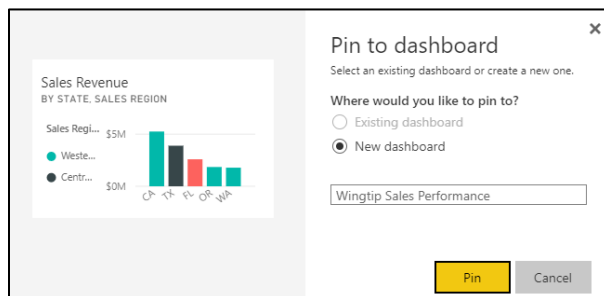 Sales Revenue
BY STATE, SALES REGION
Sales Regi...
Weste...
Centr...
$5M
$0M
CA TX FL OR WA
×
Pin to dashboard
Select an existing dashboard or create a new one.
Where would you like to pin to?
Existing dashboard
New dashboard
Wingtip Sales Performance
Pin Cancel